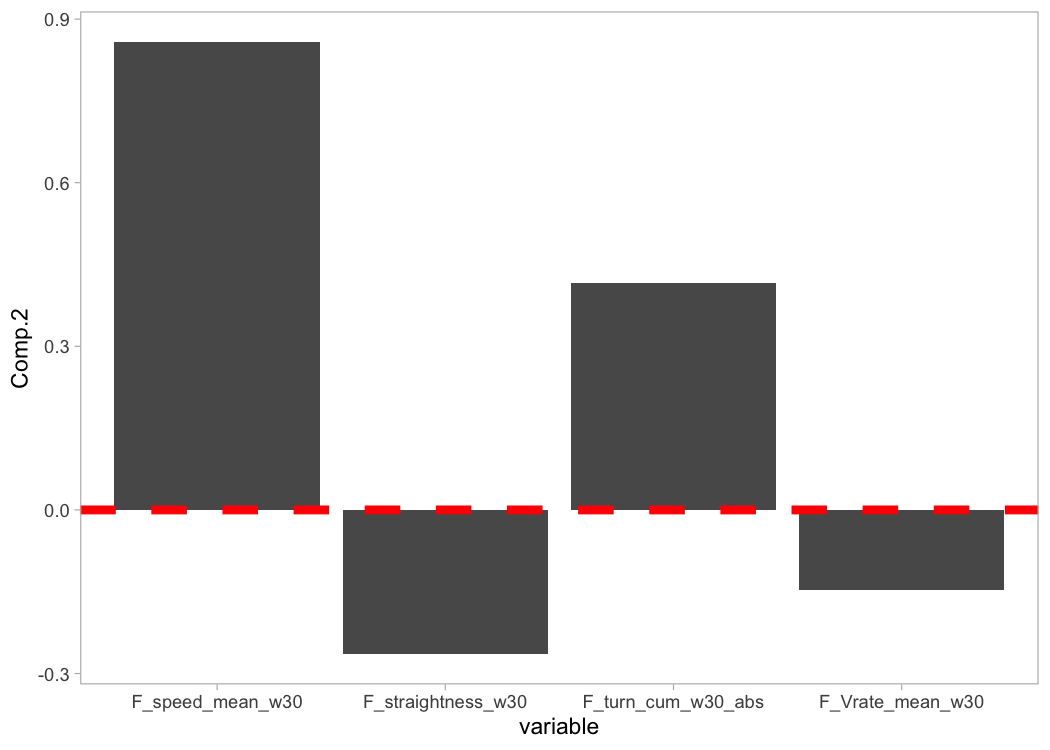 0.9
0.6
0.3
0.0
-0.3
Comp.2
F_speed_mean_w30
F_straightness_w30
F_turn_cum_w30_abs
F_Vrate_mean_w30
variable